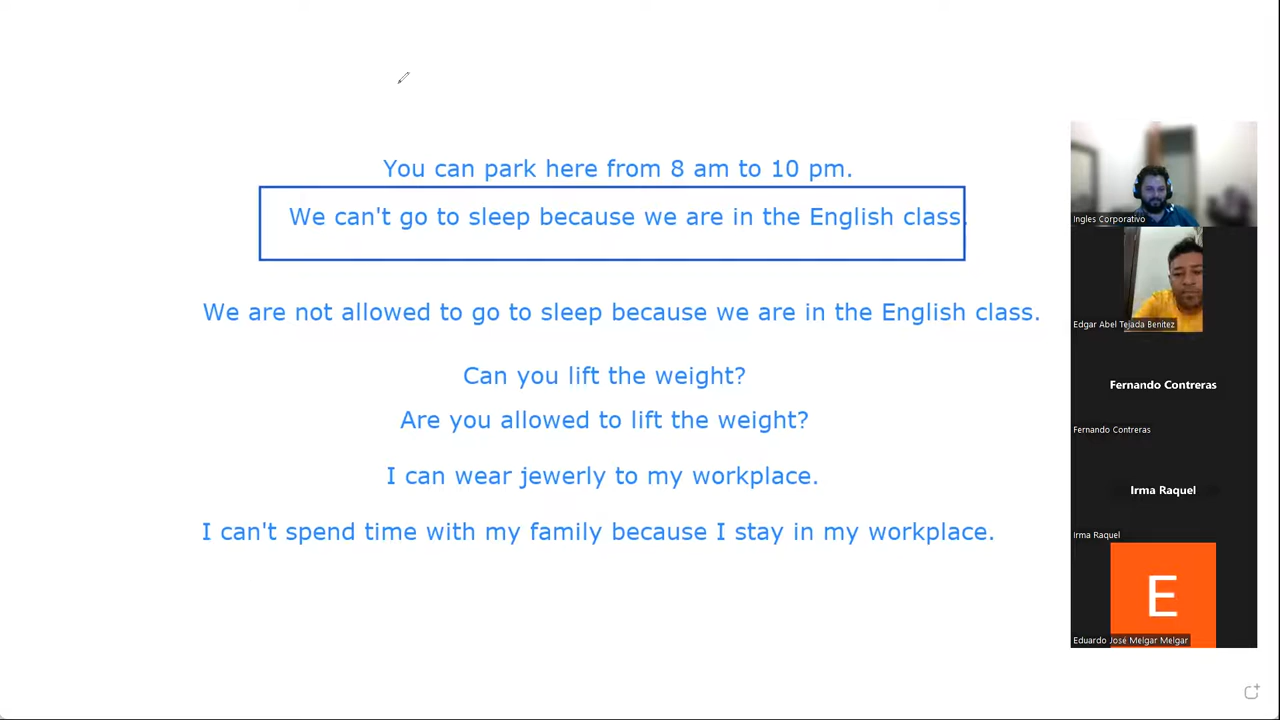 You can park here from 8 am to 10 pm.
We can't go to sleep because we are in the English class.
We are not allowed to go to sleep because we are in the English class.
Can you lift the weight?
Are you allowed to lift the weight?
I can wear jewerly to my workplace.
I can't spend time with my family because I stay in my workplace.
Ingles Corporativo
Edgar Abel Tejada Benitez
Fernando Contreras
Fernando Contreras
Irma Raquel
Irma Raquel
E
Eduardo José Melgar Melgar